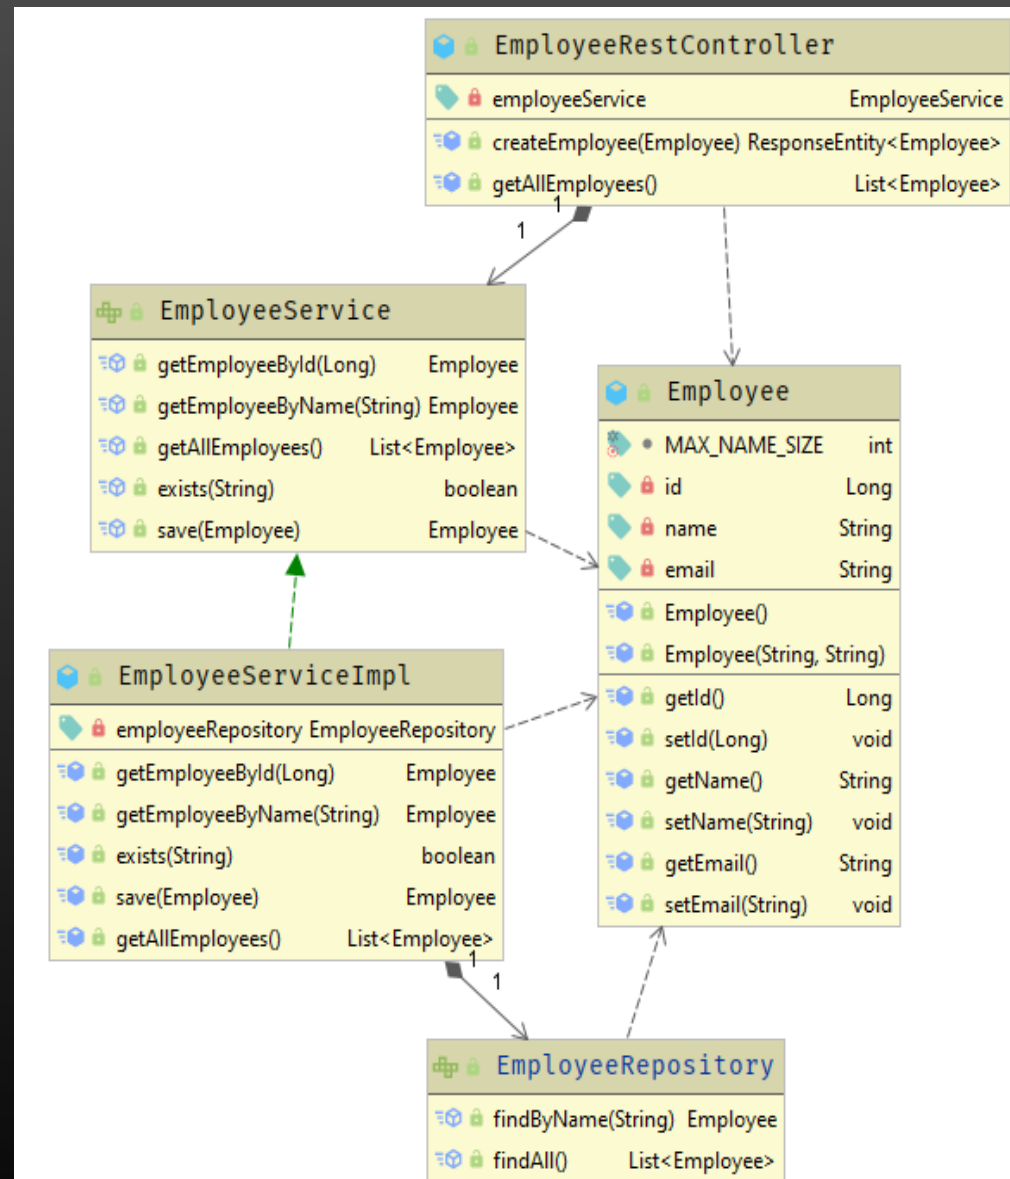 EmployeeRestController
employeeService EmployeeService
createEmployee(Employee) ResponseEntity<Employee>
getAllEmployees() List<Employee>
1
1
EmployeeService
getEmployeeById(Long) Employee
getEmployeeByName(String) Employee
getAllEmployees() List<Employee>
exists(String) boolean
save(Employee) Employee
Employee
MAX_NAME_SIZE int
id Long
name String
email String
Employee()
Employee(String, String)
getId() Long
setId(Long) void
getName() String
setName(String) void
getEmail() String
setEmail(String) void
EmployeeServiceImpl
employeeRepository EmployeeRepository
getEmployeeById(Long) Employee
getEmployeeByName(String) Employee
exists(String) boolean
save(Employee) Employee
getAllEmployees() List<Employee>
1
1
EmployeeRepository
findByName(String) Employee
findAll() List<Employee>